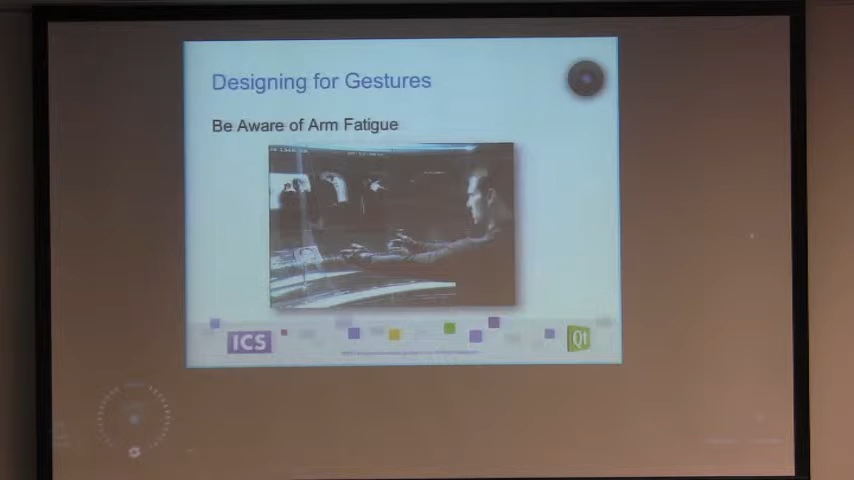 Designing for Gestures
Be Aware of Arm Fatigue
ICS
Qt